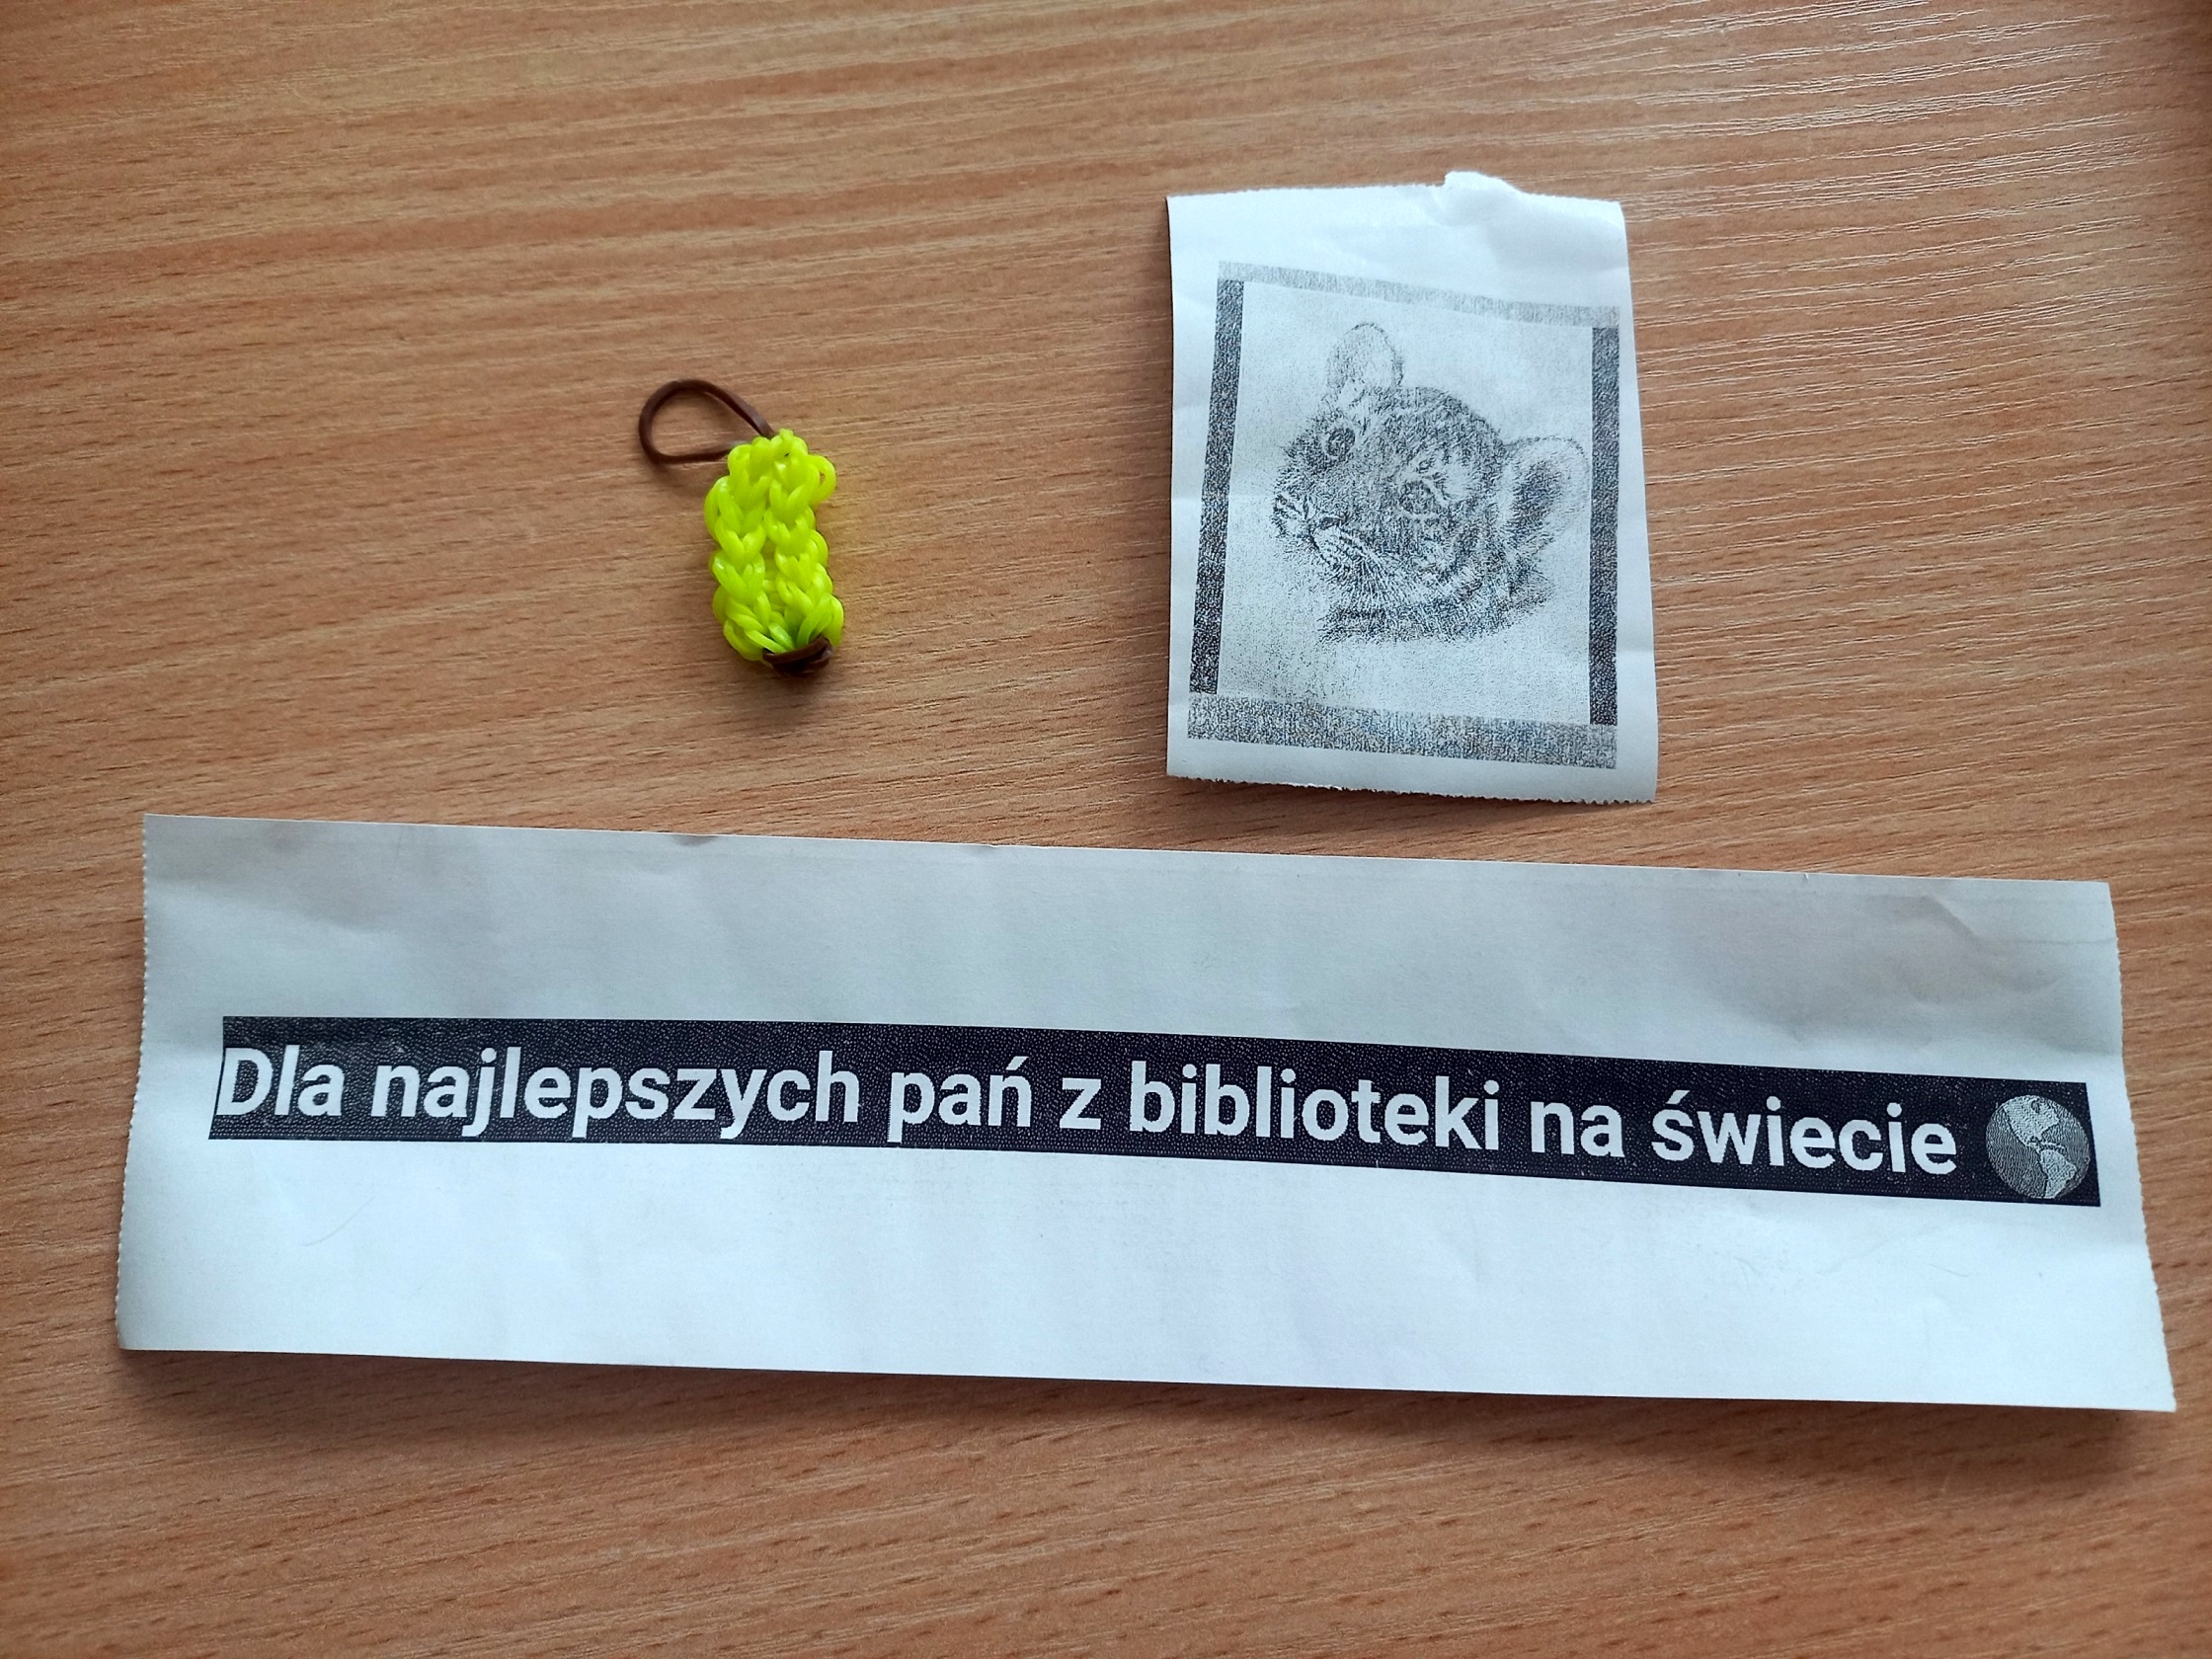 Dla najlepszych pań z biblioteki na świecie